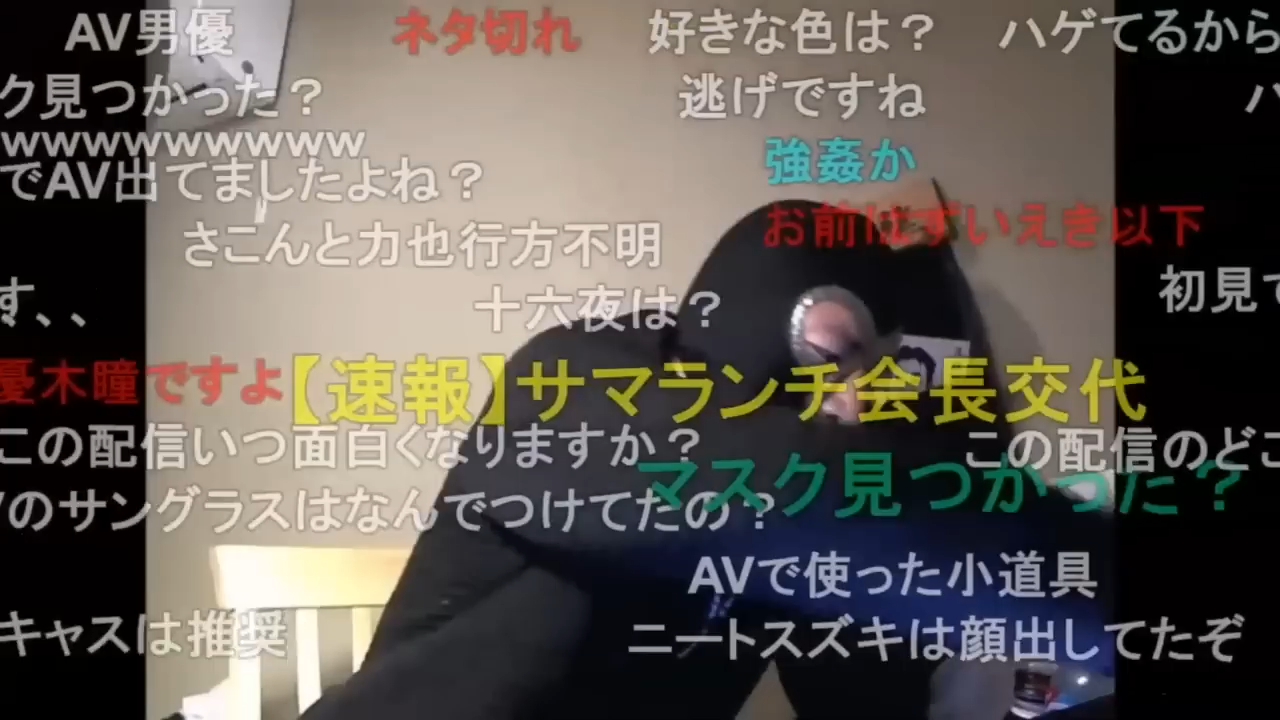 AV男優
ネタ切れ
好きな色は？
ハゲてるから
ク見つかった？
逃げですね
wwwwwwwwww
でAV出てましたよね？
強姦か
お前はずいえき以下
さこんと力也行方不明
す、、
十六夜は？
初見で
優木瞳ですよ
【速報】サマランチ会長交代
この配信いつ面白くなりますか？
この配信のどこ
マスク見つかった？
のサングラスはなんでつけてたの？
AVで使った小道具
キャスは推奨
ニートスズキは顔出してたぞ